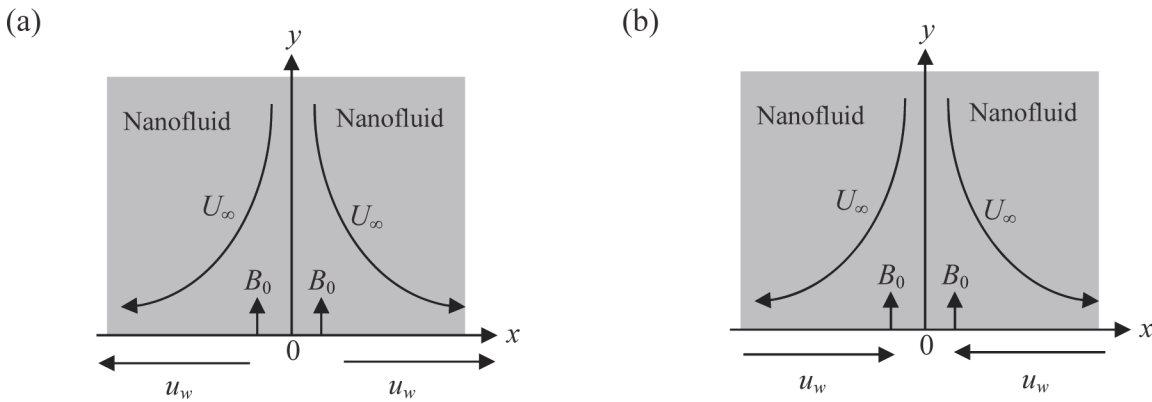 (a)
y
Nanofluid Nanofluid
U∞ U∞
B0 B0
0 x
uw uw
(b)
y
Nanofluid Nanofluid
U∞ U∞
B0 B0
0 x
uw uw